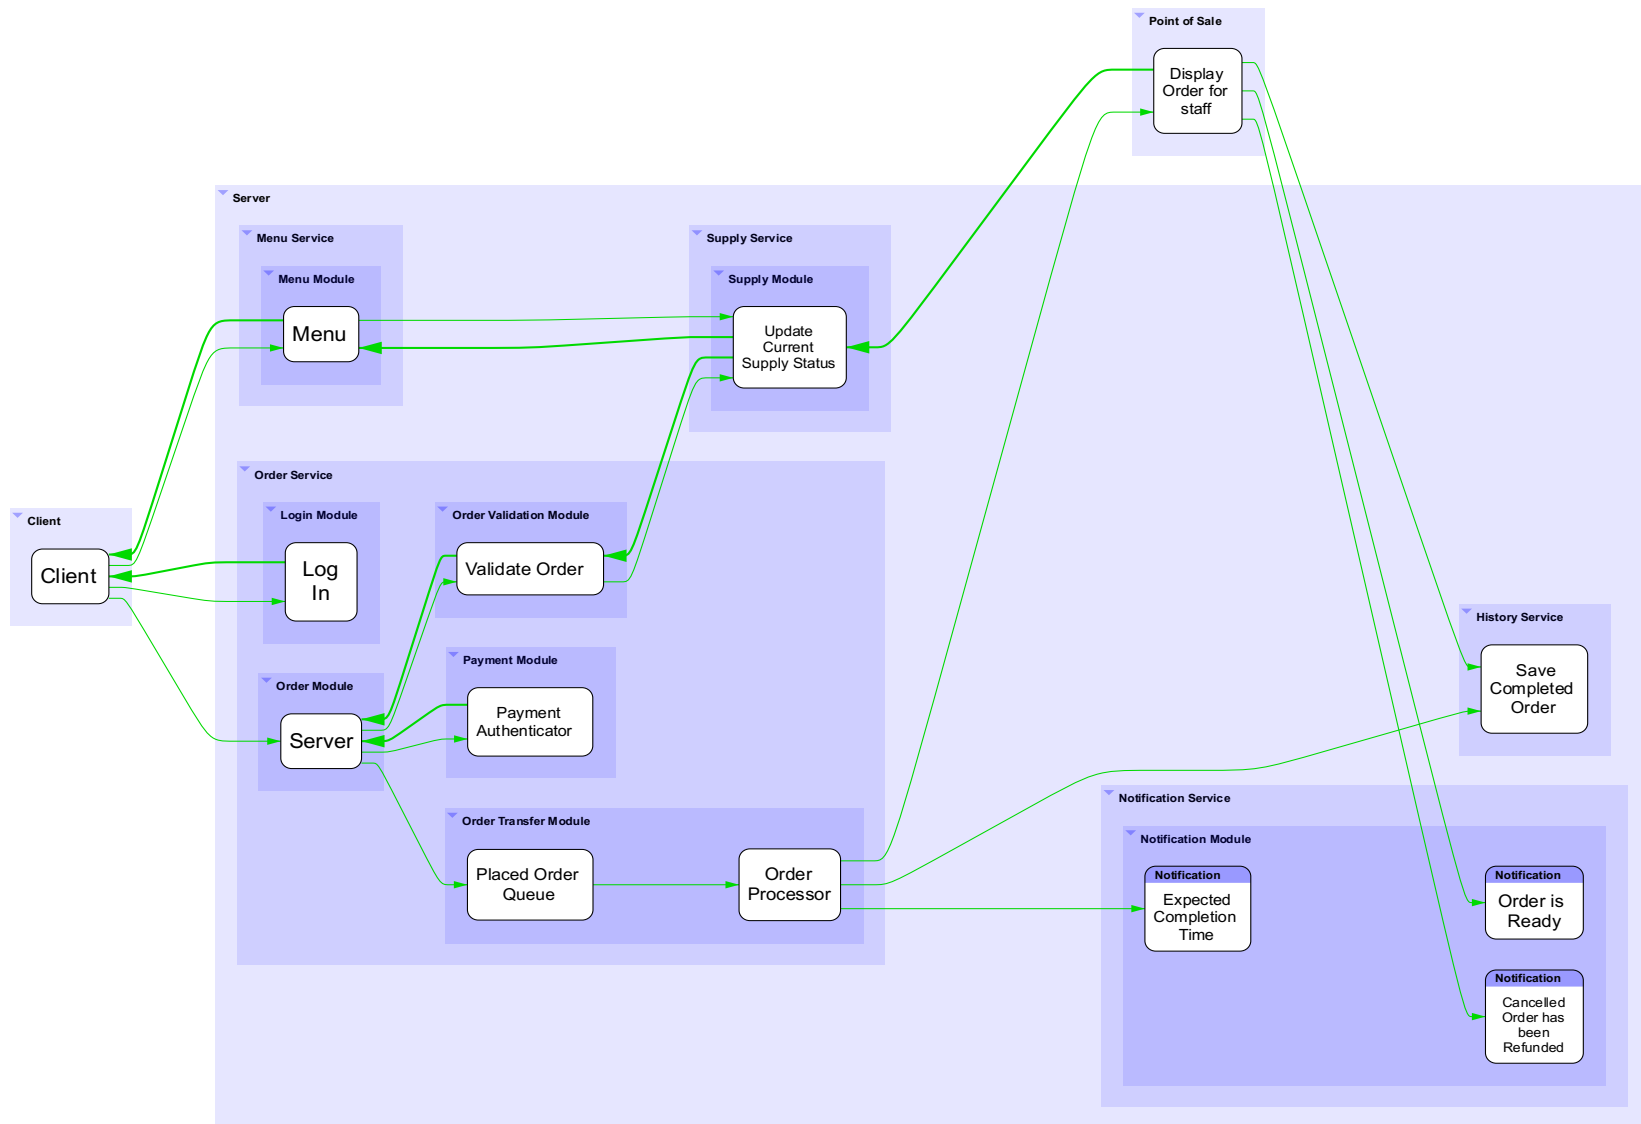 Point of Sale
Display
Order for
staff
Server
Menu Service
Menu Module
Menu
Supply Service
Supply Module
Update
Current
Supply Status
Client
Client
Order Service
Login Module
Log
In
Order Validation Module
Validate Order
Order Module
Server
Payment Module
Payment
Authenticator
Order Transfer Module
Placed Order
Queue
Order
Processor
History Service
Save
Completed
Order
Notification Service
Notification Module
Notification
Expected
Completion
Time
Notification
Order is
Ready
Notification
Cancelled
Order has
been
Refunded